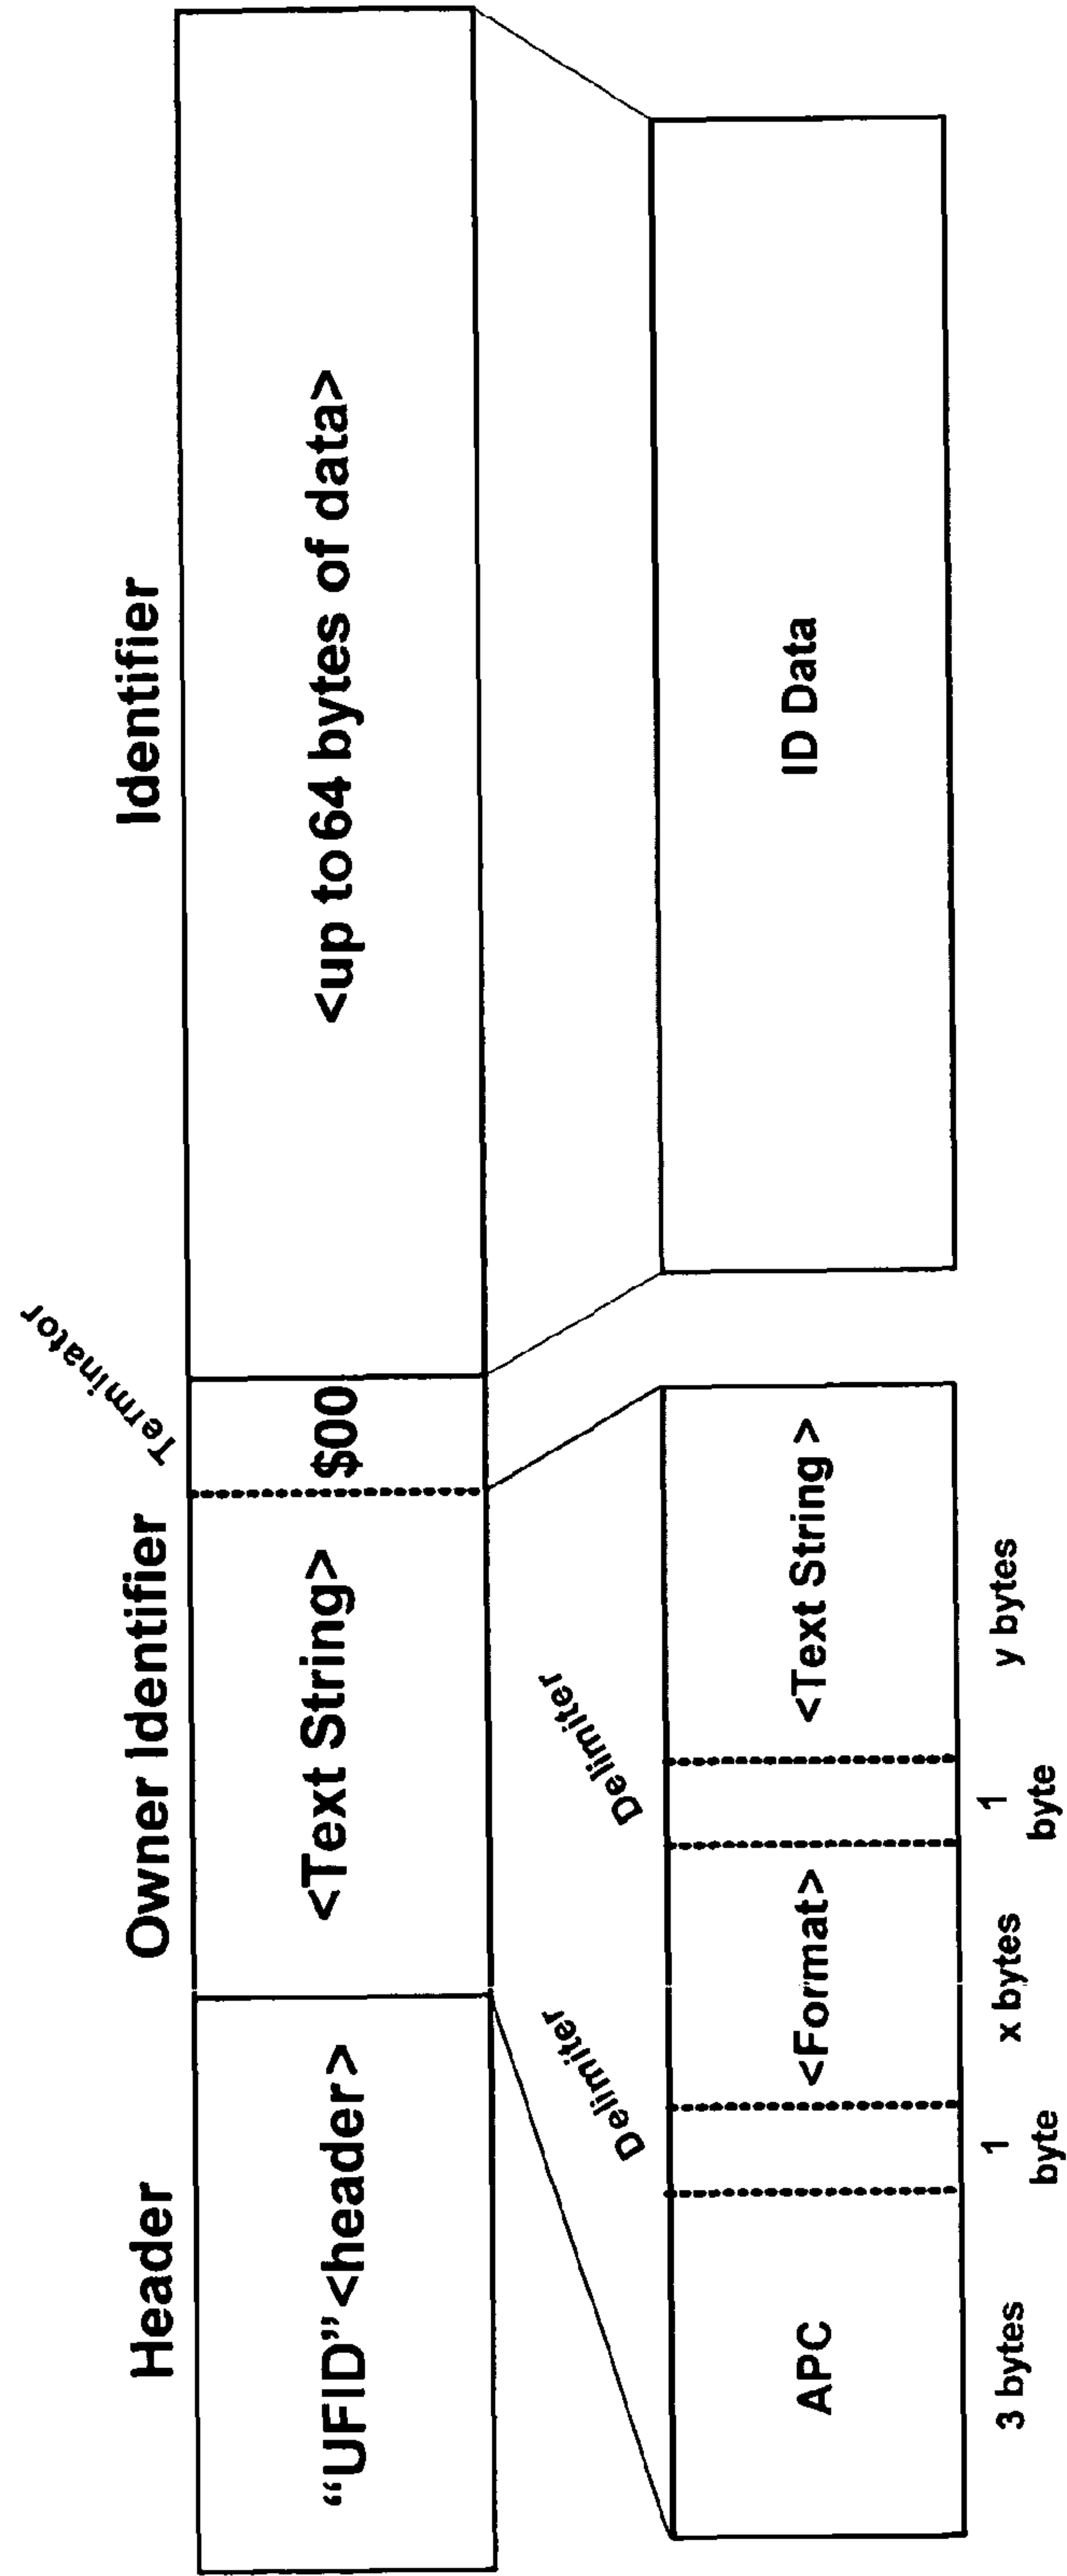 Header
Owner Identifier
Terminator
Identifier
“UFID”<header>
<Text String>
$00
<up to 64 bytes of data>
Delimiter
Delimiter
APC
<Format>
<Text String >
ID Data
3 bytes
1
byte
x bytes
1
byte
y bytes